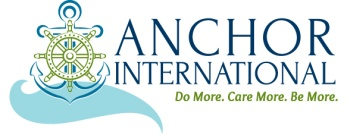 ANCHOR
INTERNATIONAL
Do More. Care More. Be More.